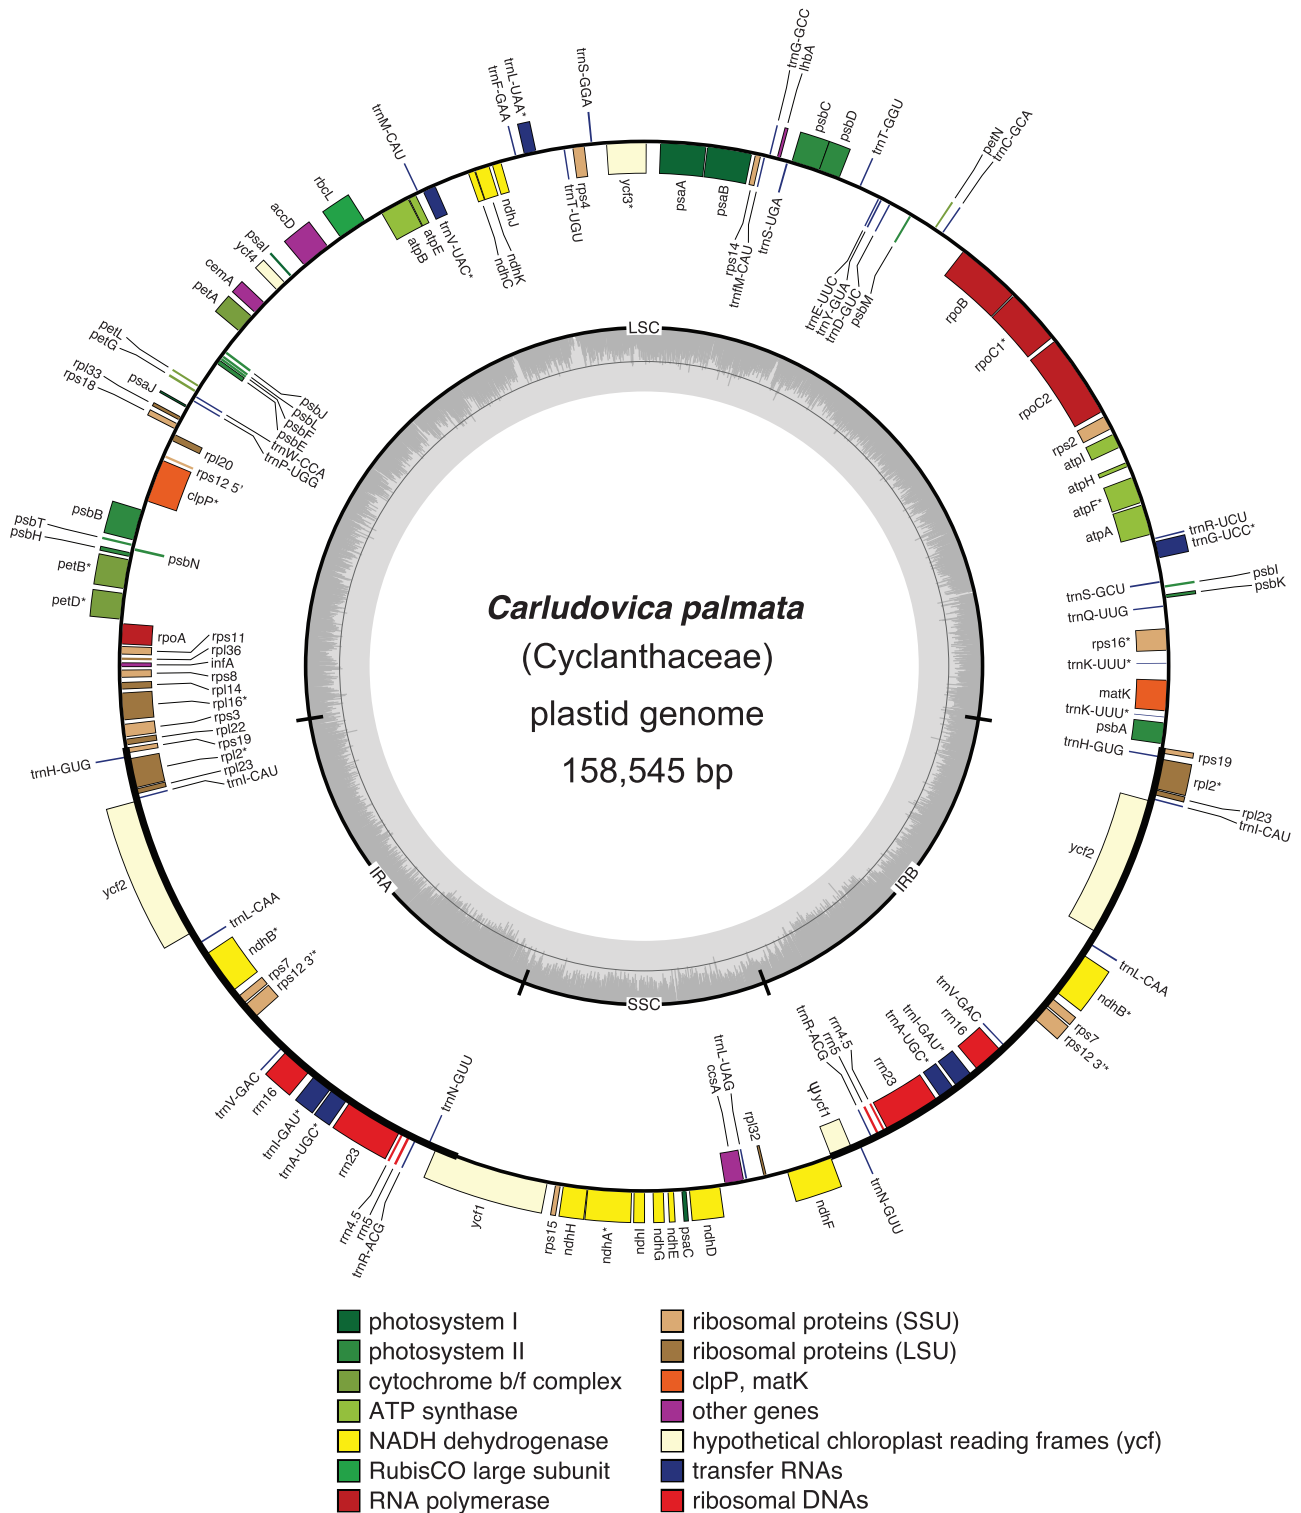 trnG-GCC
lhbA
psbC
psbD
trnT-GGU
petN
trnC-GCA
trnS-GGA
trnL-UAA*
trnF-GAA
trnM-CAU
rbcL
accD
psaI
ycf4
cemA
petA
petL
petG
psaJ
rpl33
rps18
atpB
atpE
trnV-UAC*
ndhC
ndhK
ndhJ
trnT-UGU
rps4
ycf3*
psaA
psaB
rps14
trnfM-CAU
trnS-UGA
trnE-UUC
trnY-GUA
trnD-GUC
psbM
rpoB
rpoC1*
rpoC2
rps2
atpI
atpH
atpF*
atpA
trnR-UCU
trnG-UCC*
psbI
psbK
trnS-GCU
trnQ-UUG
rps16*
trnK-UUU*
matK
trnK-UUU*
psbA
trnH-GUG
rps19
rpl2*
rpl23
trnI-CAU
ycf2
trnL-CAA
ndhB*
rps7
rps12 3'*
trnV-GAC
rrn16
trnI-GAU*
trnA-UGC*
rrn23
rrn4.5
rrn5
trnR-ACG
Ψycf1
trnN-GUU
ndhF
rpl32
trnL-UAG
ccsA
ndhD
psaC
ndhE
ndhG
ndhI
ndhA*
ndhH
rps15
ycf1
trnN-GUU
trnR-ACG
rrn5
rrn4.5
rrn23
trnA-UGC*
trnI-GAU*
rrn16
trnV-GAC
rps12 3'*
rps7
ndhB*
trnL-CAA
ycf2
trnI-CAU
rpl23
rpl2*
trnH-GUG
rps19
rpl22
rps3
rpl16*
rpl14
rps8
infA
rpl36
rps11
rpoA
petD*
petB*
psbH
psbT
psbN
psbB
clpP*
rps12 5'
rpl20
trnP-UGG
trnW-CCA
psbE
psbF
psbL
psbJ
LSC
IRB
SSC
IRA
Carludovica palmata
(Cyclanthaceae)
plastid genome
158,545 bp
photosystem I
photosystem II
cytochrome b/f complex
ATP synthase
NADH dehydrogenase
RubisCO large subunit
RNA polymerase
ribosomal proteins (SSU)
ribosomal proteins (LSU)
clpP, matK
other genes
hypothetical chloroplast reading frames (ycf)
transfer RNAs
ribosomal DNAs